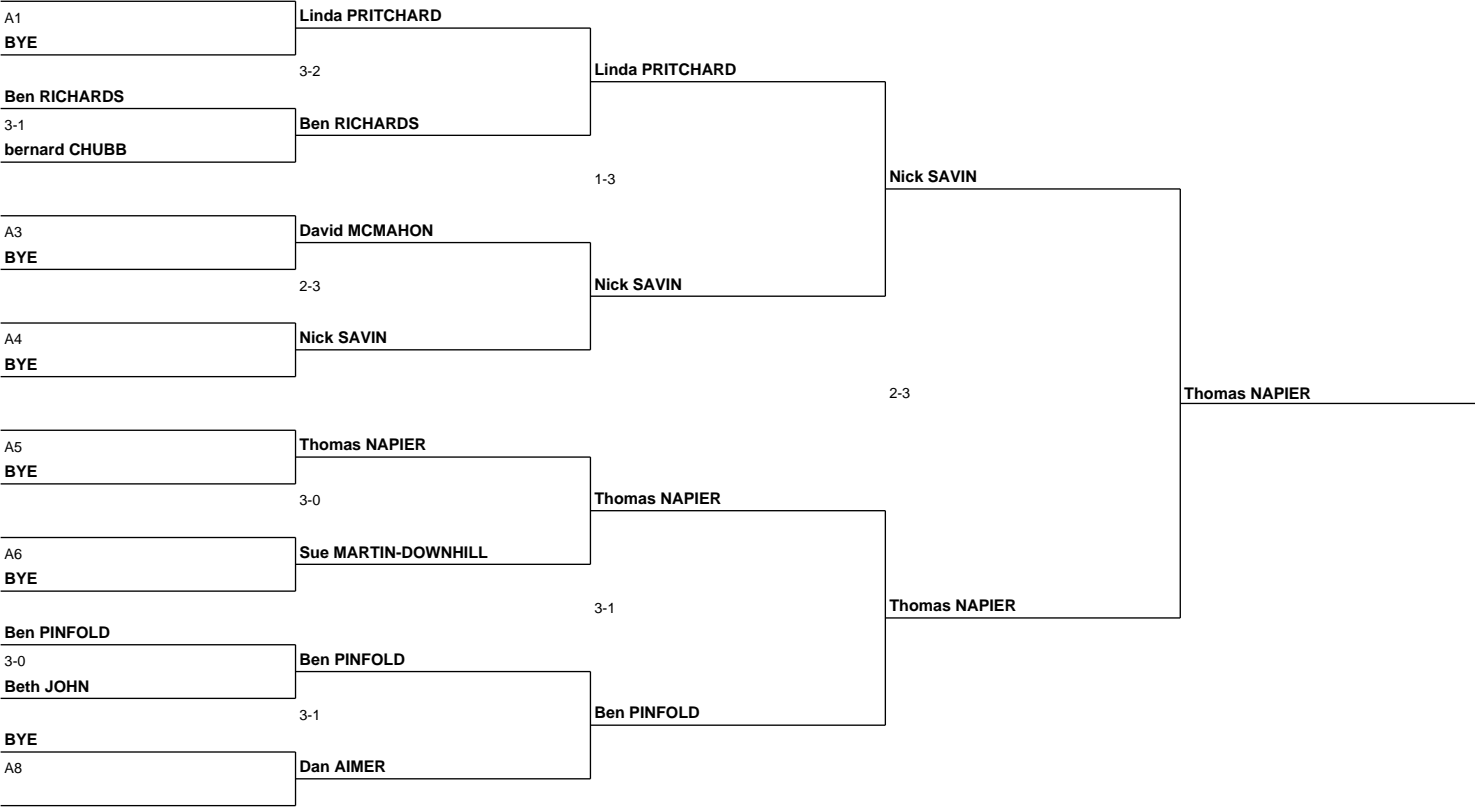 A1
BYE
Ben RICHARDS
3-1
bernard CHUBB
A3
BYE
A4
BYE
A5
BYE
A6
BYE
Ben PINFOLD
3-0
Beth JOHN
BYE
A8
Linda PRITCHARD
3-2
Ben RICHARDS
David MCMAHON
2-3
Nick SAVIN
Thomas NAPIER
3-0
Sue MARTIN-DOWNHILL
Ben PINFOLD
3-1
Dan AIMER
Linda PRITCHARD
1-3
Nick SAVIN
Thomas NAPIER
3-1
Ben PINFOLD
Nick SAVIN
2-3
Thomas NAPIER
Thomas NAPIER